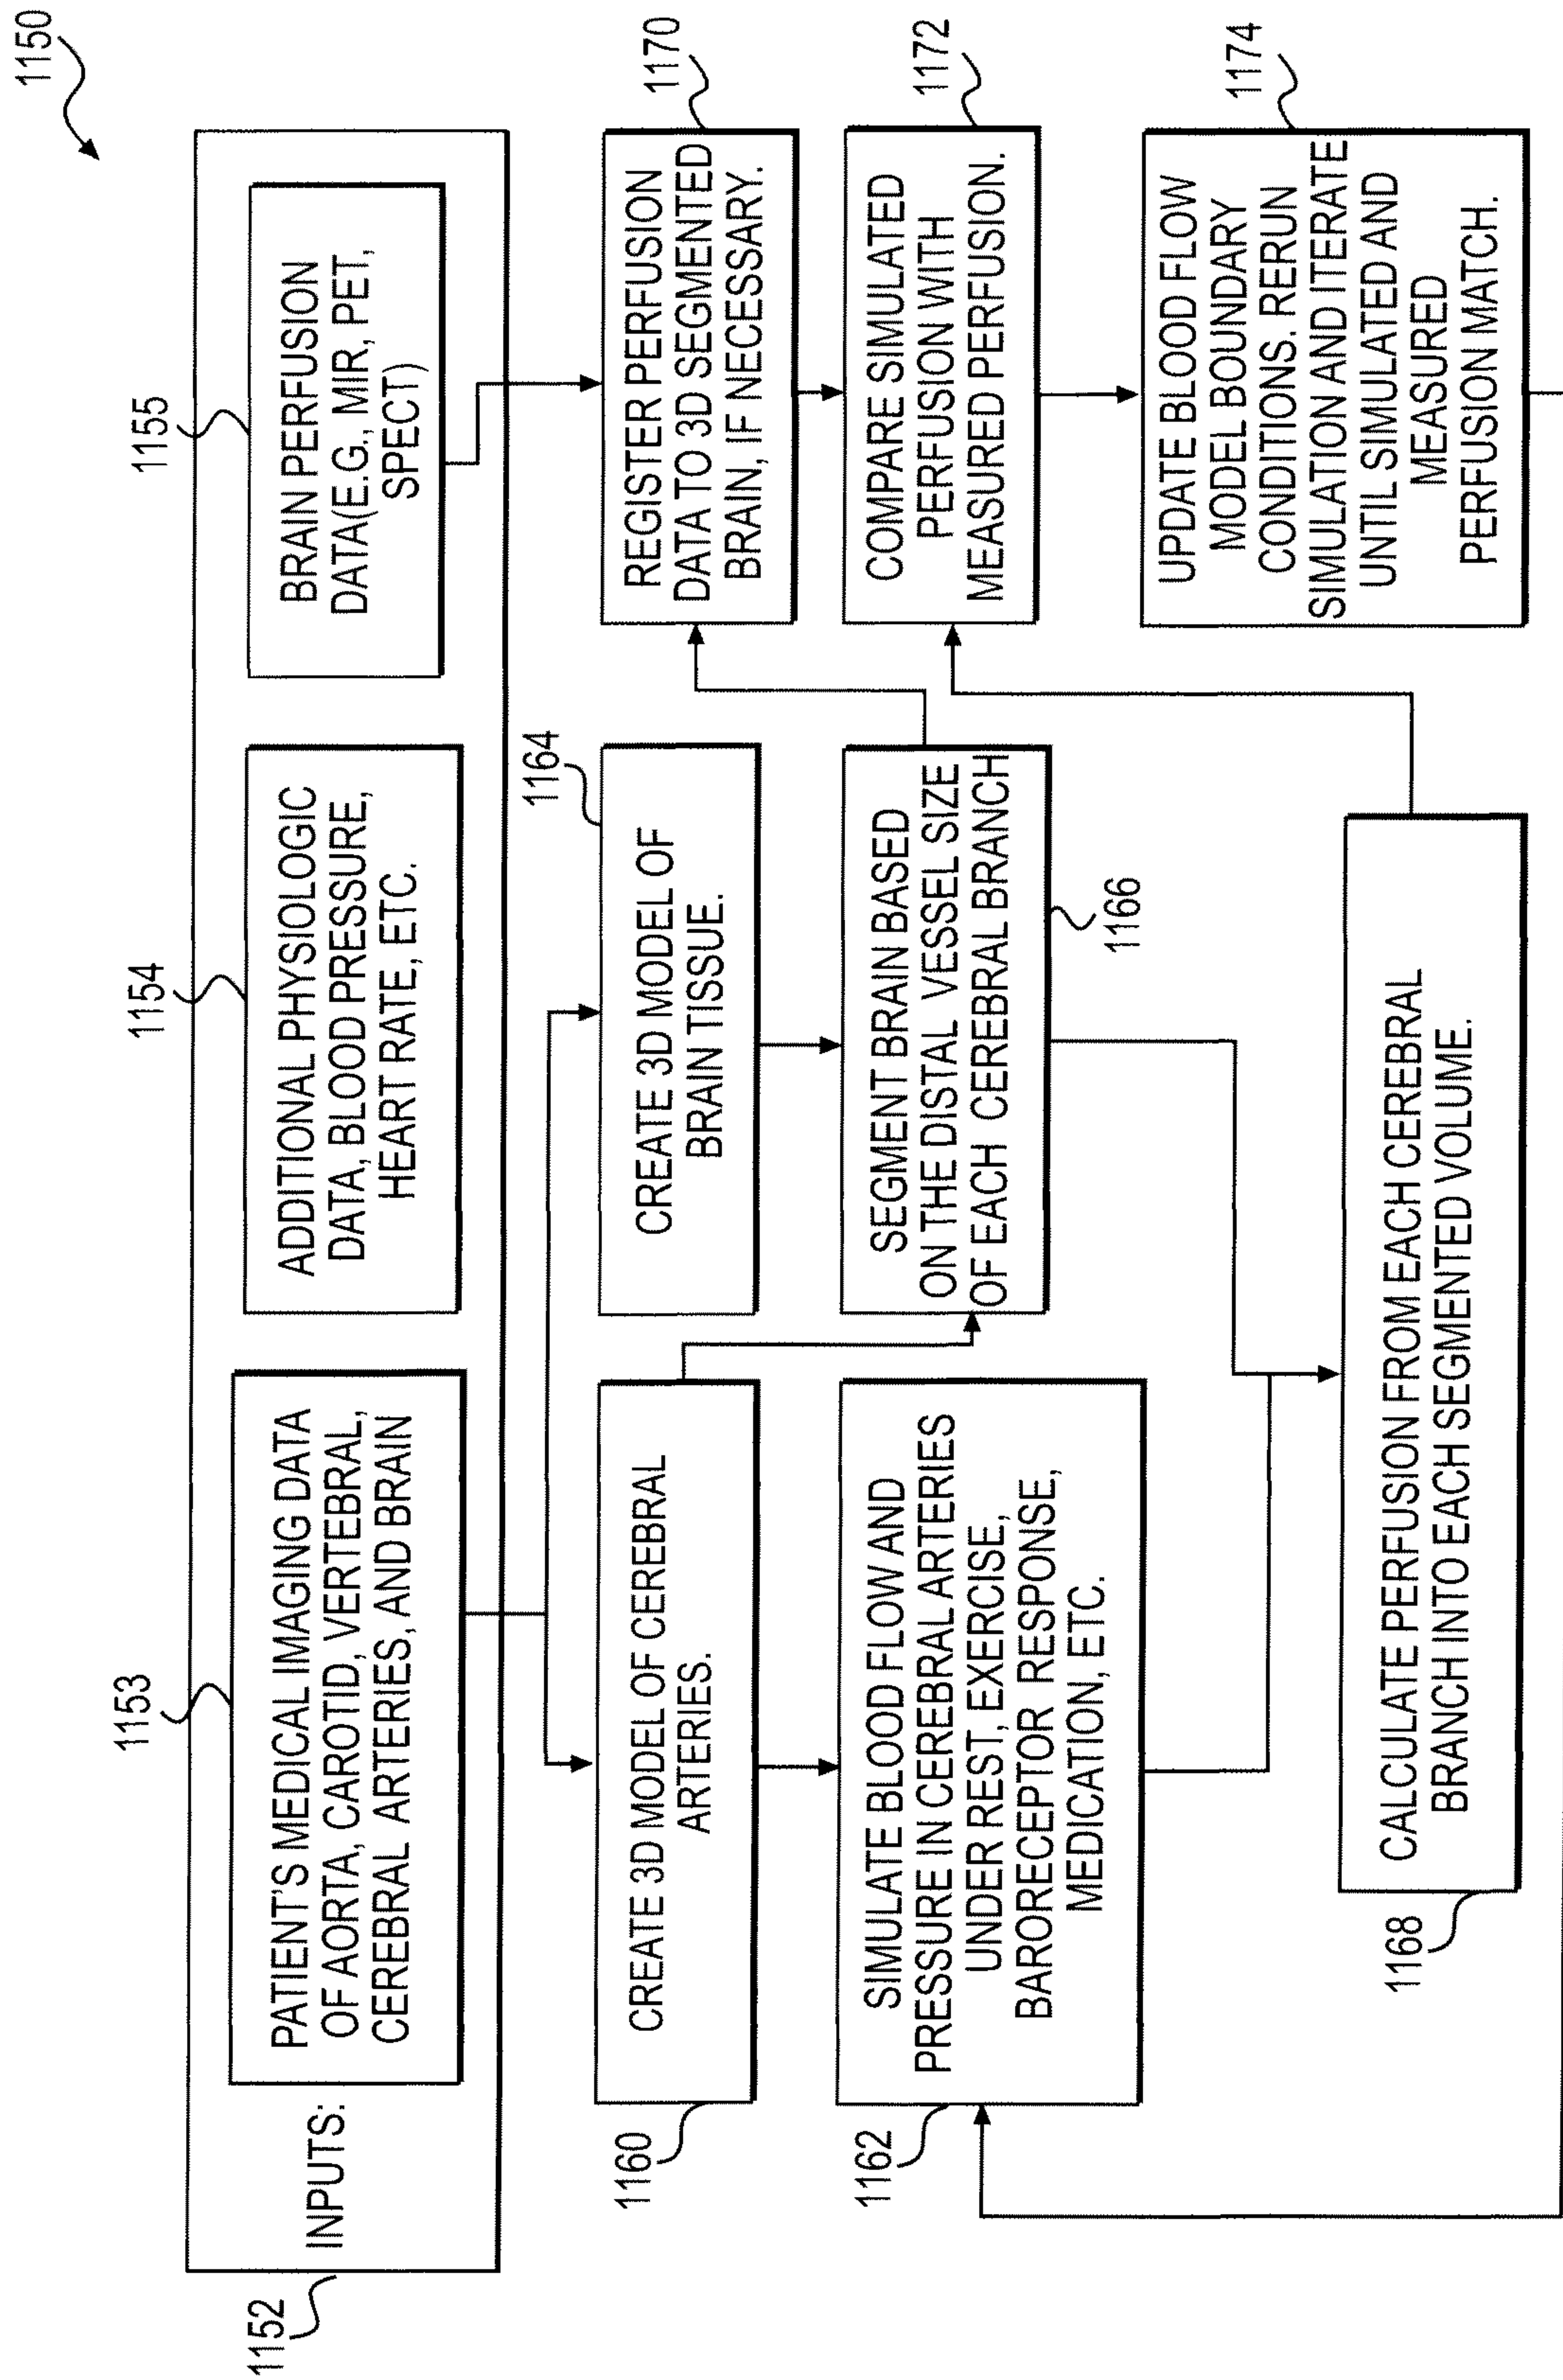 1150
1152
INPUTS:
1153
PATIENT'S MEDICAL IMAGING DATA
OF AORTA, CAROTID, VERTEBRAL,
CEREBRAL ARTERIES, AND BRAIN
1154
ADDITIONAL PHYSIOLOGIC
DATA, BLOOD PRESSURE,
HEART RATE, ETC.
1155
BRAIN PERFUSION
DATA(E.G., MIR, PET,
SPECT)
1160
CREATE 3D MODEL OF CEREBRAL
ARTERIES.
1164
CREATE 3D MODEL OF
BRAIN TISSUE.
1170
REGISTER PERFUSION
DATA TO 3D SEGMENTED
BRAIN, IF NECESSARY.
1162
SIMULATE BLOOD FLOW AND
PRESSURE IN CEREBRAL ARTERIES
UNDER REST, EXERCISE,
BARORECEPTOR RESPONSE,
MEDICATION, ETC.
SEGMENT BRAIN BASED
ON THE DISTAL VESSEL SIZE
OF EACH CEREBRAL BRANCH
1166
1172
COMPARE SIMULATED
PERFUSION WITH
MEASURED PERFUSION.
1168
CALCULATE PERFUSION FROM EACH CEREBRAL
BRANCH INTO EACH SEGMENTED VOLUME.
1174
UPDATE BLOOD FLOW
MODEL BOUNDARY
CONDITIONS. RERUN
SIMULATION AND ITERATE
UNTIL SIMULATED AND
MEASURED
PERFUSION MATCH.